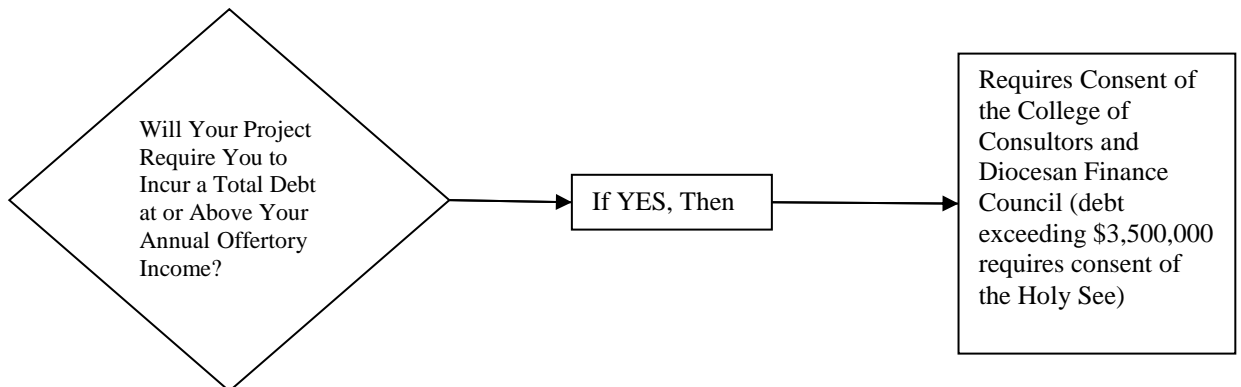 Will Your Project
Require You to
Incur a Total Debt
at or Above Your
Annual Offertory
Income?
If YES, Then
Requires Consent of
the College of
Consultors and
Diocesan Finance
Council (debt
exceeding $3,500,000
requires consent of
the Holy See)